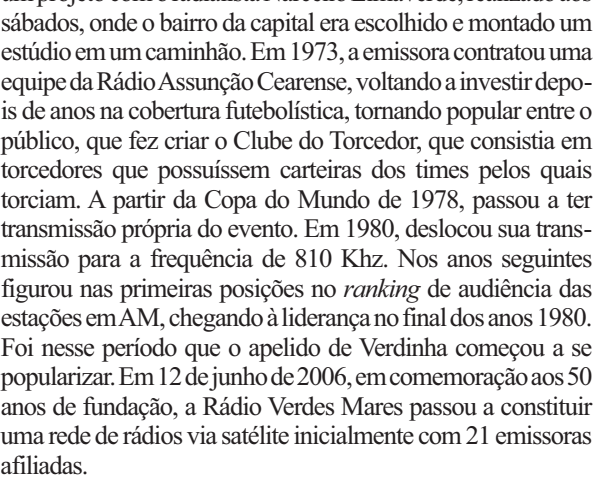 sábados, onde o bairro da capital era escolhido e montado um
estúdio em um caminhão. Em 1973, a emissora contratou uma
equipe da Rádio Assunção Cearense, voltando a investir depo-
is de anos na cobertura futebolística, tornando popular entre o
público, que fez criar o Clube do Torcedor, que consistia em
torcedores que possuíssem carteiras dos times pelos quais
torciam. A partir da Copa do Mundo de 1978, passou a ter
transmissão própria do evento. Em 1980, deslocou sua trans-
missão para a frequência de 810 Khz. Nos anos seguintes
figurou nas primeiras posições no ranking de audiência das
estações em AM, chegando à liderança no final dos anos 1980.
Foi nesse período que o apelido de Verdinha começou a se
popularizar. Em 12 de junho de 2006, em comemoração aos 50
anos de fundação, a Rádio Verdes Mares passou a constituir
uma rede de rádios via satélite inicialmente com 21 emissoras
afiliadas.